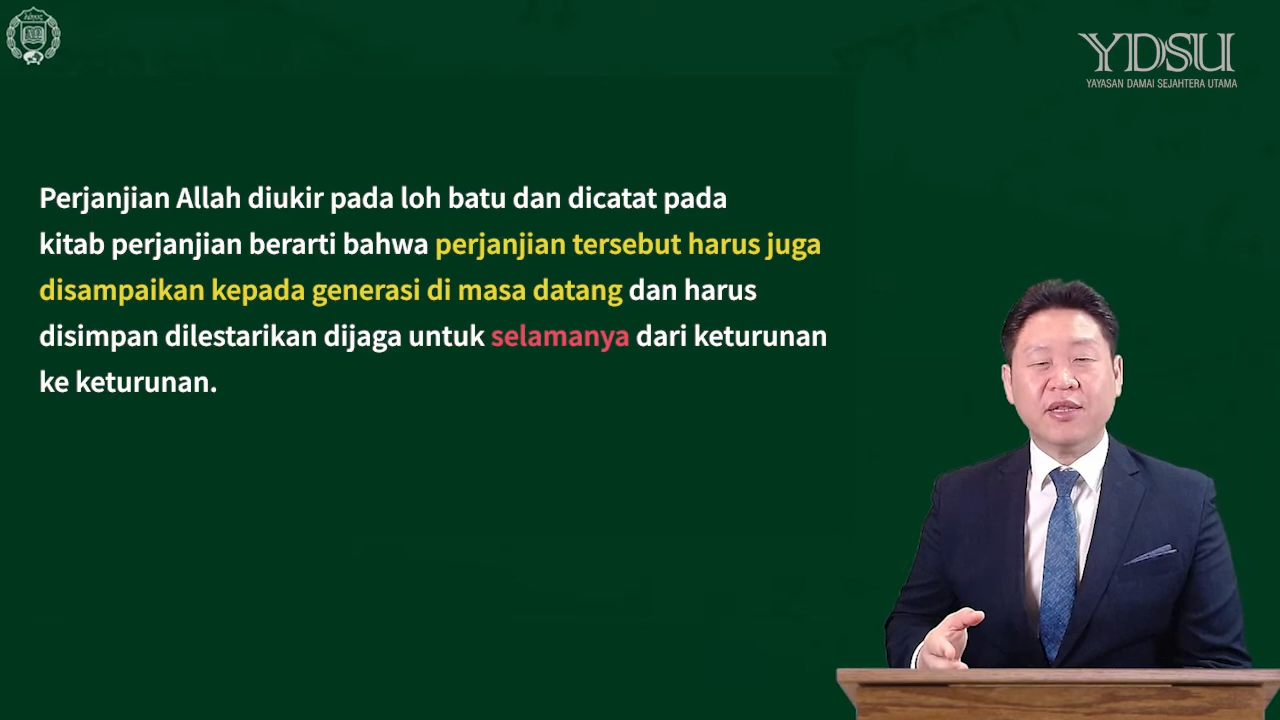 YDSU
YAYASAN DAMAI SEJAHTERA UTAMA
Perjanjian Allah diukir pada loh batu dan dicatat pada
kitab perjanjian berarti bahwa perjanjian tersebut harus juga
disampaikan kepada generasi di masa datang dan harus
disimpan dilestarikan dijaga untuk selamanya dari keturunan
ke keturunan.